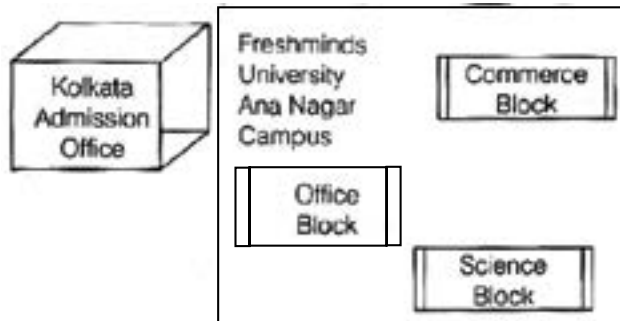 Kolkata
Admission
Office
Freshminds
University
Ana Nagar
Campus
Commerce
Block
Office
Block
Science
Block